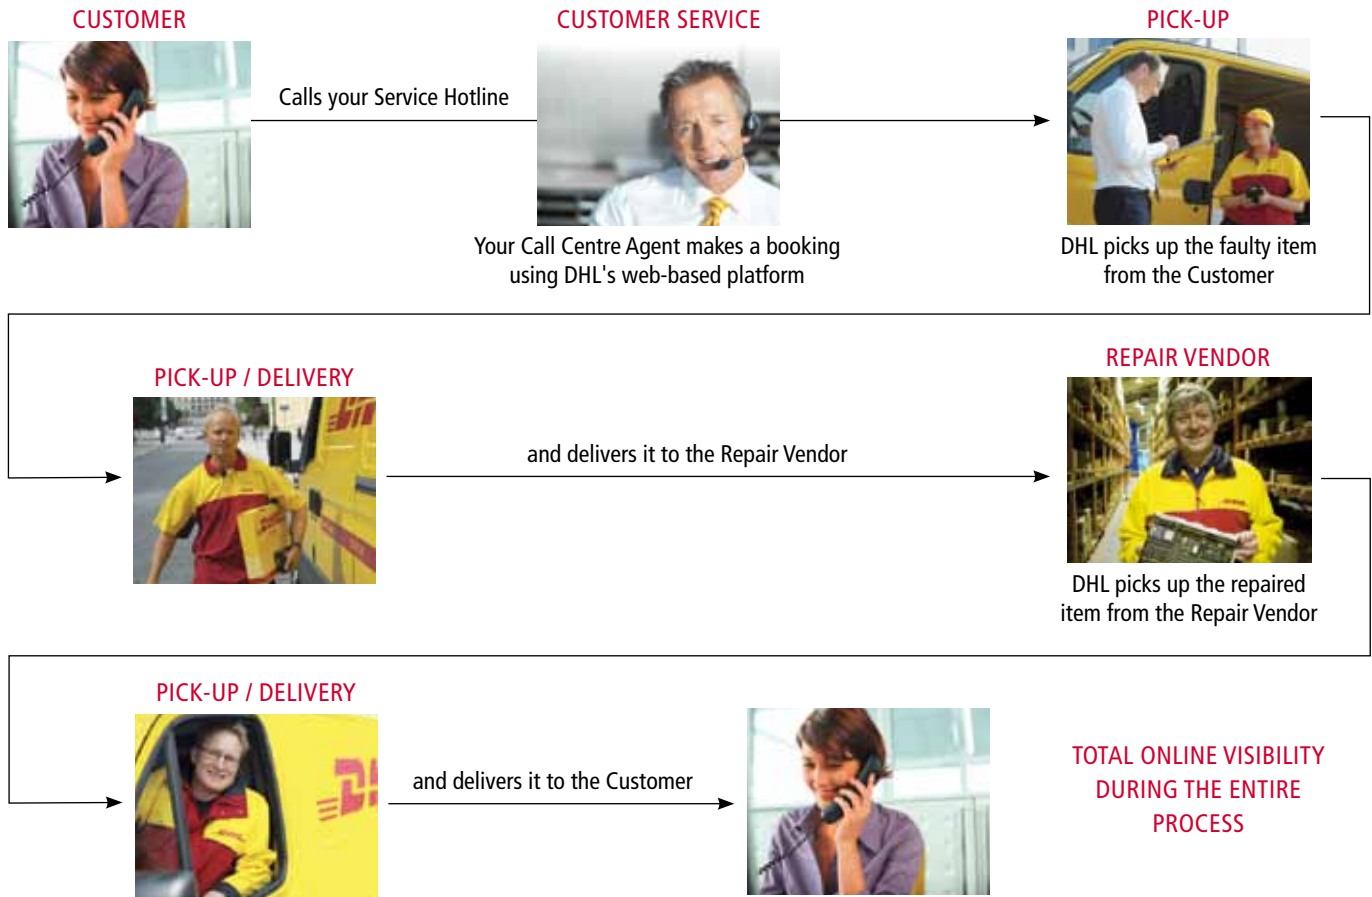 CUSTOMER
CUSTOMER SERVICE
PICK-UP
Calls your Service Hotline
Your Call Centre Agent makes a booking
using DHL's web-based platform
DHL picks up the faulty item
from the Customer
PICK-UP / DELIVERY
REPAIR VENDOR
and delivers it to the Repair Vendor
DHL picks up the repaired
item from the Repair Vendor
PICK-UP / DELIVERY
and delivers it to the Customer
TOTAL ONLINE VISIBILITY
DURING THE ENTIRE
PROCESS